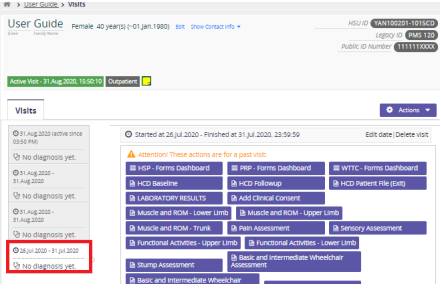 User Guide Visits
User Guide Female 40 year(s) (~01.Jan.1980) Edit Show Contact Info
Given Family Name
HSU ID YAN100201-1015CD
Legacy ID PMS 120
Public ID Number 111111XXXX
Active Visit - 31.Aug.2020, 15:50:10 Outpatient
Visits
Actions
31.Aug.2020 (active since
03:50 PM)
No diagnosis yet.
31.Aug.2020 -
31.Aug.2020
No diagnosis yet.
31.Aug.2020 -
31.Aug.2020
No diagnosis yet.
26.Jul.2020 - 31.Jul.2020
No diagnosis yet.
Started at 26.Jul.2020 - Finished at 31.Jul.2020, 23:59:59 Edit date | Delete visit
Attention! These actions are for a past visit.
HSP - Forms Dashboard PRP - Forms Dashboard WTTC - Forms Dashboard
HCD Baseline HCD Followup HCD Patient File (Exit)
LABORATORY RESULTS Add Clinical Consent
Muscle and ROM - Lower Limb Muscle and ROM - Upper Limb
Muscle and ROM - Trunk Pain Assessment Sensory Assessment
Functional Activities - Upper Limb Functional Activities - Lower Limb
Stump Assessment Basic and Intermediate Wheelchair
Assessment
Basic and Intermediate Wheelchair